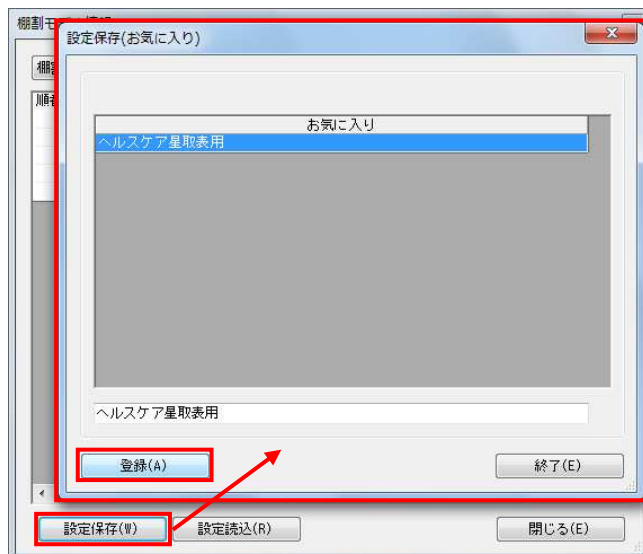 棚割モ
設定保存(お気に入り)
棚
順
お気に入り
ヘルスケア星取表用
ヘルスケア星取表用
登録(A)
終了(E)
設定保存(W)
設定読込(R)
閉じる(E)